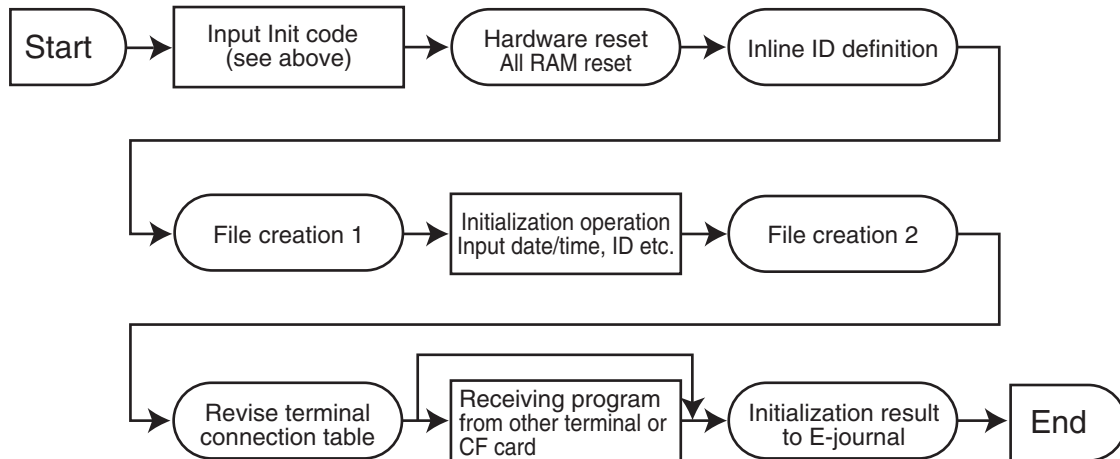 Start
Input Init code
(see above)
Hardware reset
All RAM reset
Inline ID definition
File creation 1
Initialization operation
Input date/time, ID etc.
File creation 2
Revise terminal
connection table
Receiving program
from other terminal or
CF card
Initialization result
to E-journal
End